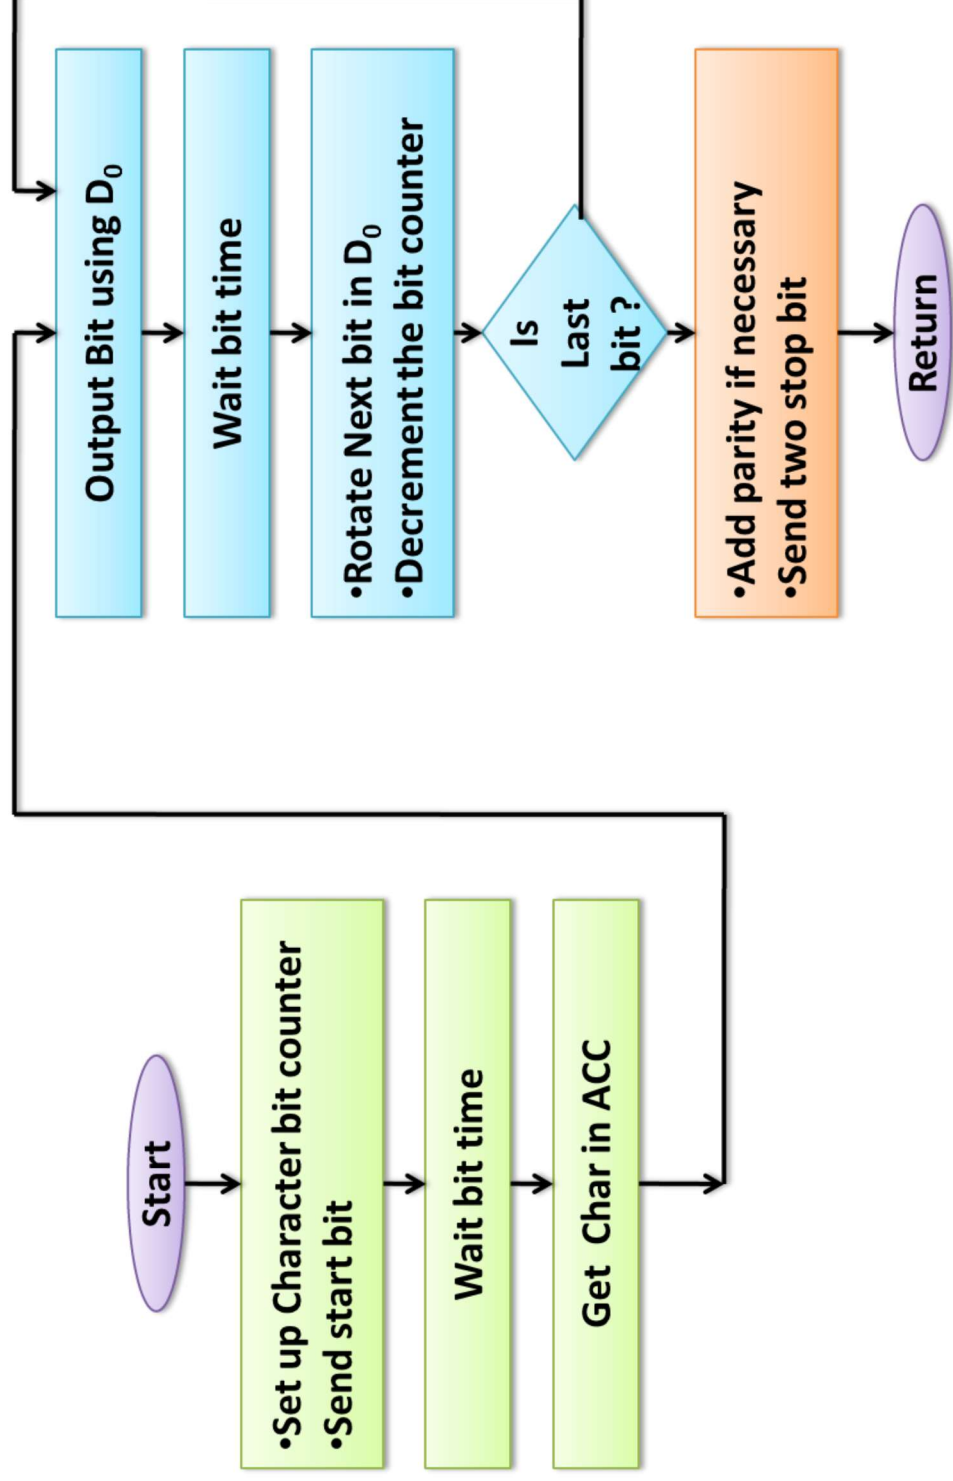 Start
•Set up Character bit counter
•Send start bit
Wait bit time
Get Char in ACC
Output Bit using D₀
Wait bit time
•Rotate Next bit in D₀
•Decrement the bit counter
Is
Last
bit ?
•Add parity if necessary
•Send two stop bit
Return